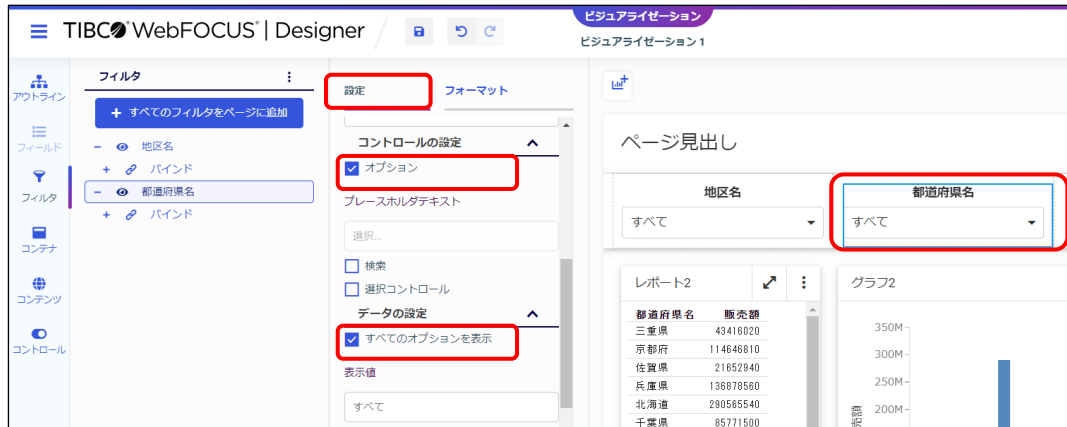 TIBCO WebFOCUS® | Designer
ビジュアライゼーション
ビジュアライゼーション 1
アウトライン
フィールド
フィルタ
コンテナ
コンテンツ
コントロール
フィルタ
+ すべてのフィルタをページに追加
地区名
バインド
都道府県名
バインド
設定
フォーマット
コントロールの設定
オプション
プレースホルダテキスト
選択...
検索
選択コントロール
データの設定
すべてのオプションを表示
表示値
すべて
ページ見出し
地区名
都道府県名
すべて
すべて
レポート2
都道府県名 販売額
三重県 43416020
京都府 114646810
佐賀県 21652940
兵庫県 136878560
北海道 290565540
千葉県 85771500
グラフ2
350M
300M
250M
200M
売額